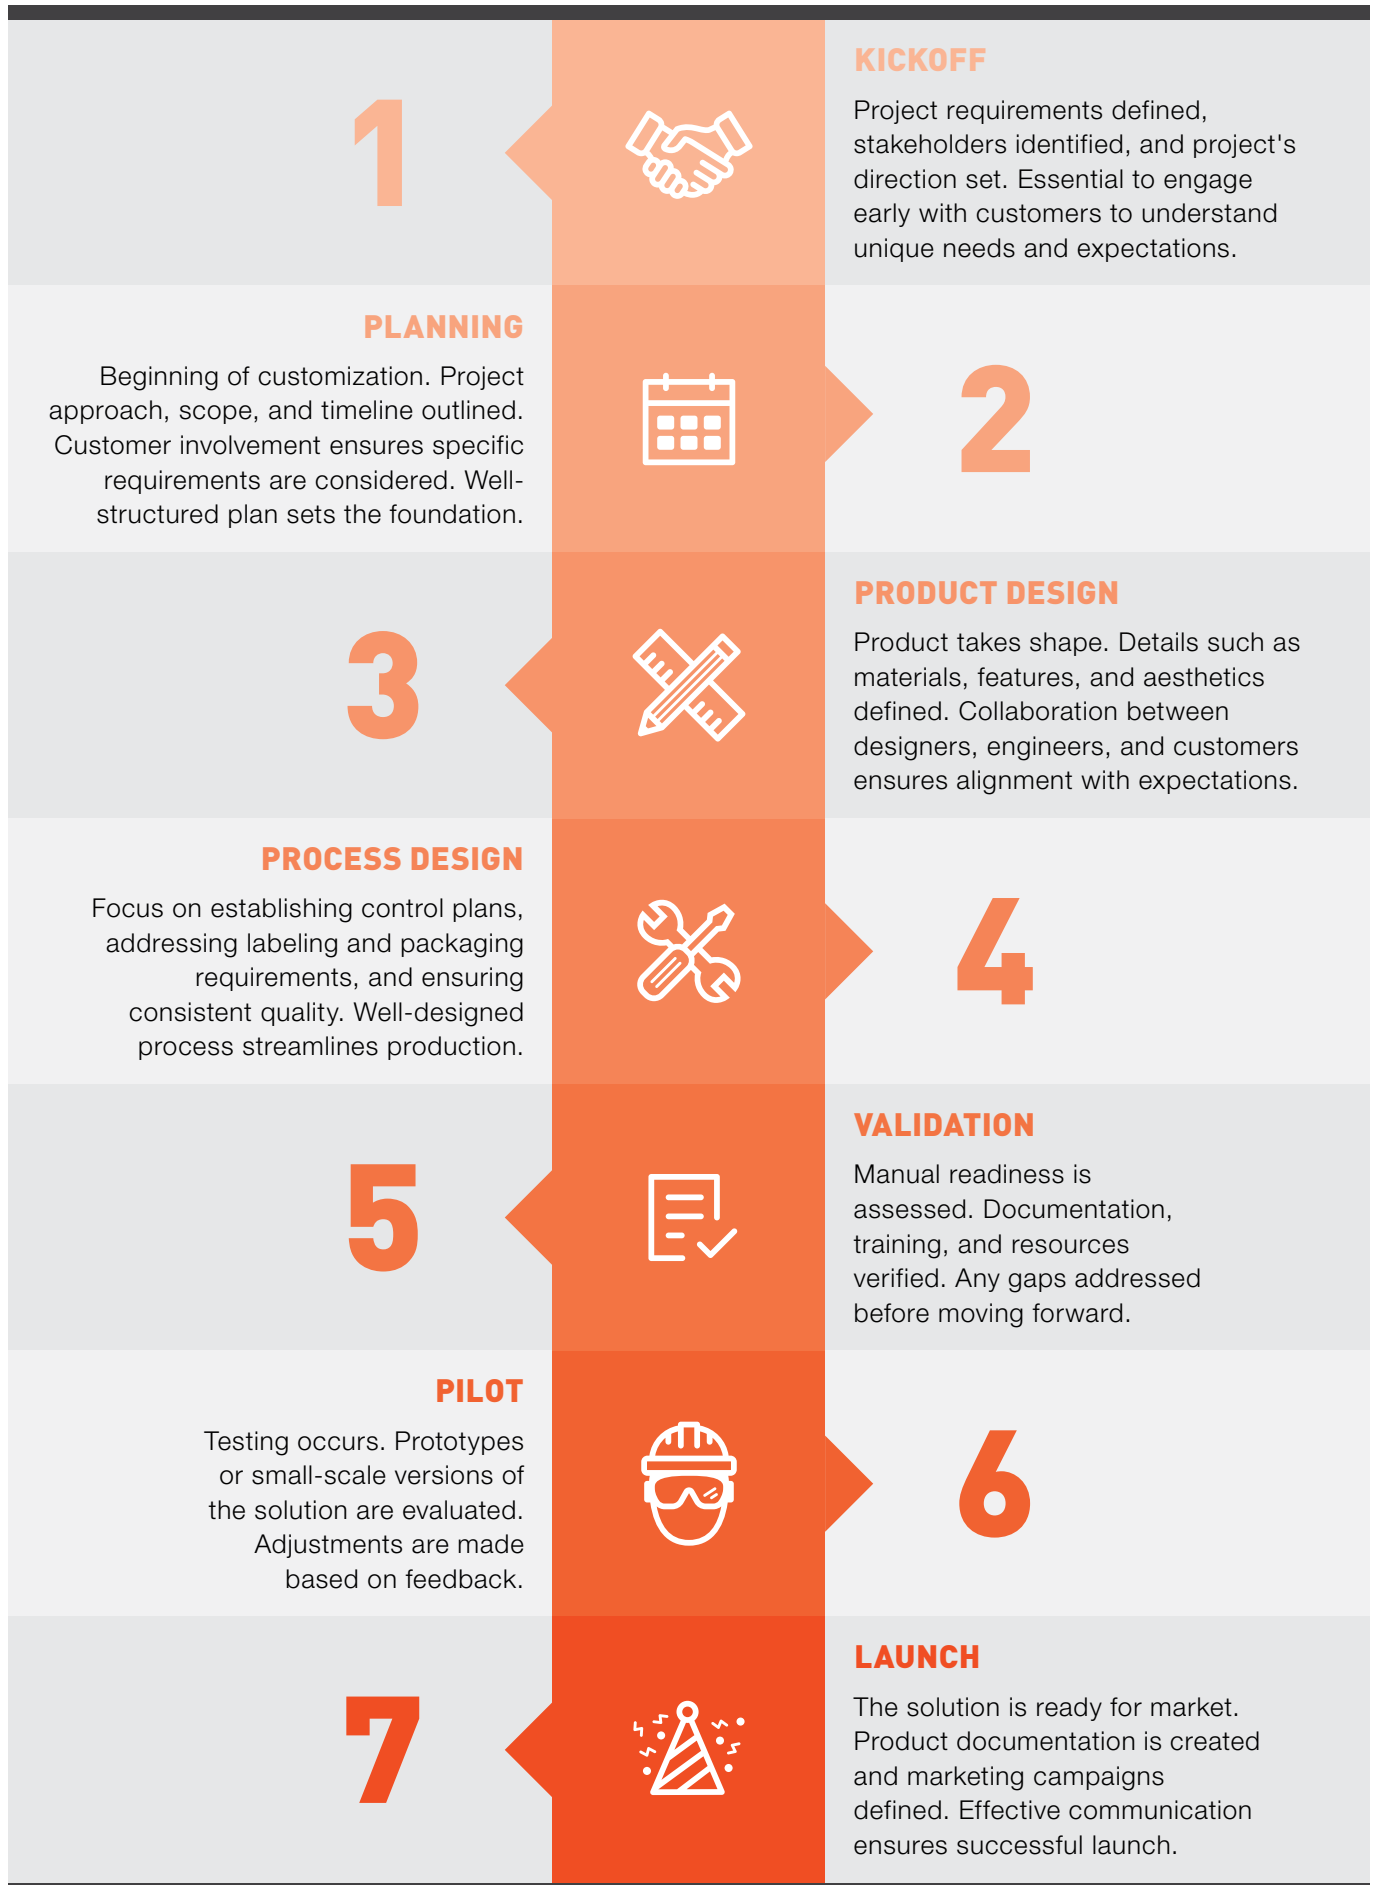 1
KICKOFF
Project requirements defined,
stakeholders identified, and project's
direction set. Essential to engage
early with customers to understand
unique needs and expectations.
PLANNING
Beginning of customization. Project
approach, scope, and timeline outlined.
Customer involvement ensures specific
requirements are considered. Well-
structured plan sets the foundation.
2
3
PRODUCT DESIGN
Product takes shape. Details such as
materials, features, and aesthetics
defined. Collaboration between
designers, engineers, and customers
ensures alignment with expectations.
PROCESS DESIGN
Focus on establishing control plans,
addressing labeling and packaging
requirements, and ensuring
consistent quality. Well-designed
process streamlines production.
4
5
VALIDATION
Manual readiness is
assessed. Documentation,
training, and resources
verified. Any gaps addressed
before moving forward.
PILOT
Testing occurs. Prototypes
or small-scale versions of
the solution are evaluated.
Adjustments are made
based on feedback.
6
7
LAUNCH
The solution is ready for market.
Product documentation is created
and marketing campaigns
defined. Effective communication
ensures successful launch.